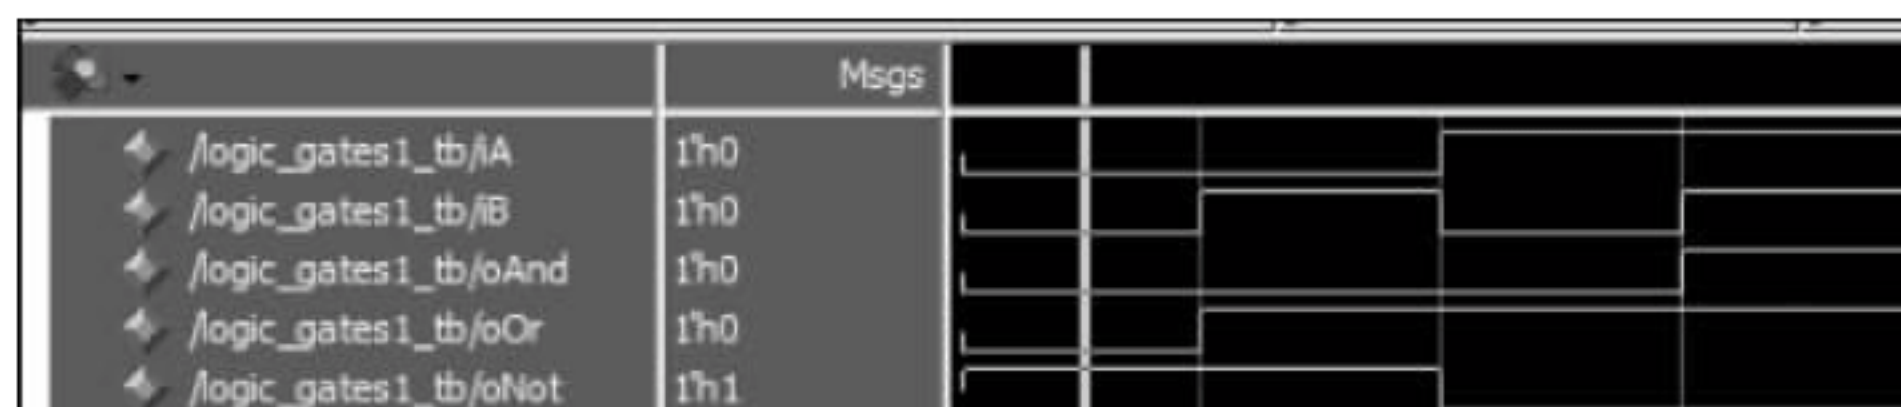 Msgs
/logic_gates1_tb/iA 1'h0
/logic_gates1_tb/iB 1'h0
/logic_gates1_tb/oAnd 1'h0
/logic_gates1_tb/oOr 1'h0
/logic_gates1_tb/oNot 1'h1